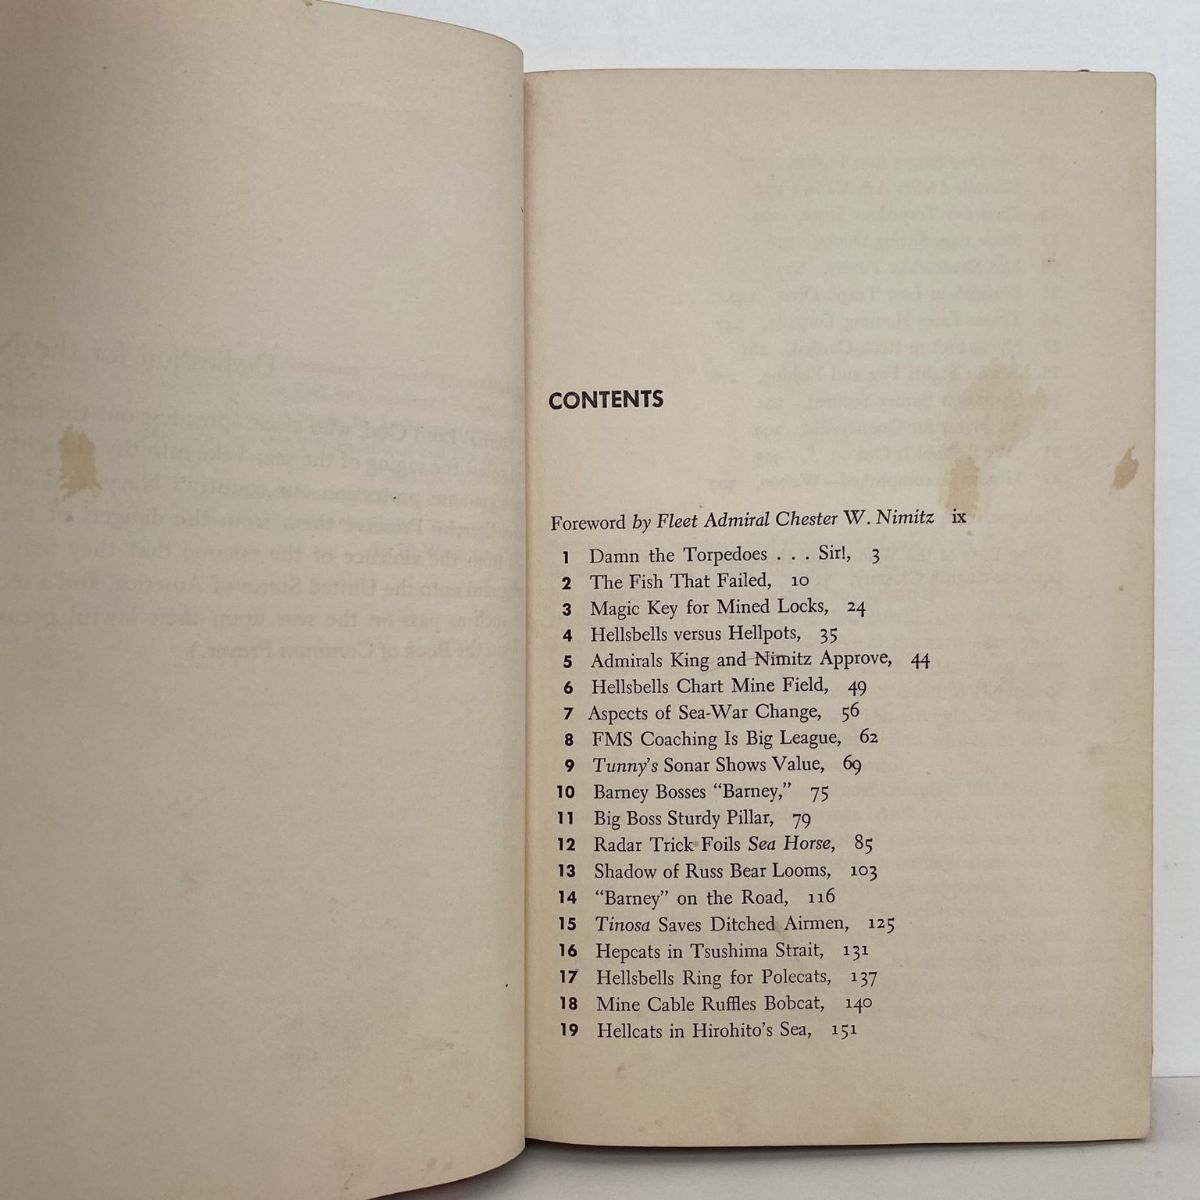 CONTENTS
Foreword by Fleet Admiral Chester W. Nimitz ix
1 Damn the Torpedoes . . . Sir!, 3
2 The Fish That Failed, 10
3 Magic Key for Mined Locks, 24
4 Hellsbells versus Hellpots, 35
5 Admirals King and Nimitz Approve, 44
6 Hellsbells Chart Mine Field, 49
7 Aspects of Sea-War Change, 56
8 FMS Coaching Is Big League, 62
9 Tunny's Sonar Shows Value, 69
10 Barney Bosses "Barney," 75
11 Big Boss Sturdy Pillar, 79
12 Radar Trick Foils Sea Horse, 85
13 Shadow of Russ Bear Looms, 103
14 "Barney" on the Road, 116
15 Tinosa Saves Ditched Airmen, 125
16 Hepcats in Tsushima Strait, 131
17 Hellsbells Ring for Polecats, 137
18 Mine Cable Ruffles Bobcat, 140
19 Hellcats in Hirohito's Sea, 151